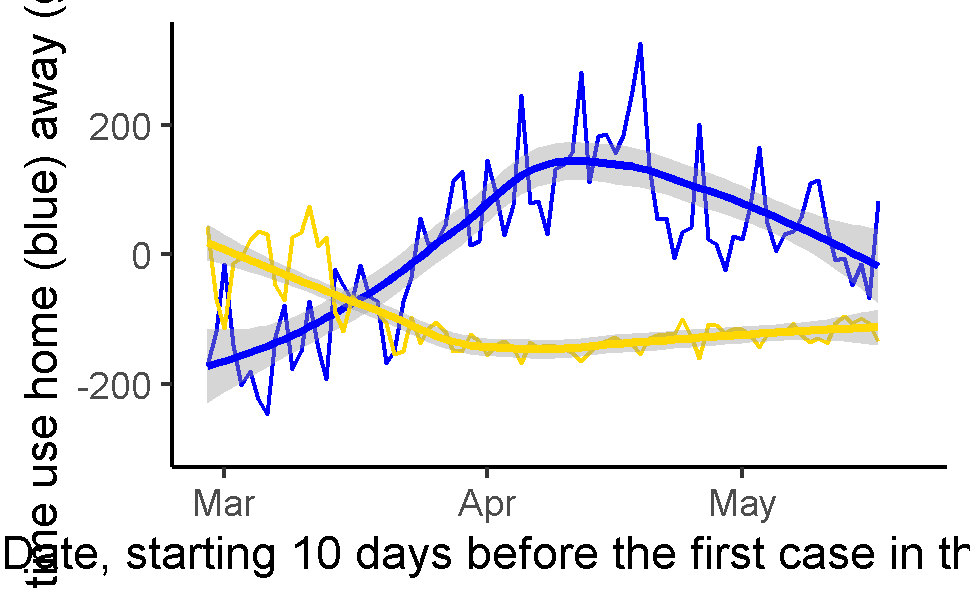 time use home (blue) away (
200
0
-200
Mar Apr May
Date, starting 10 days before the first case in th